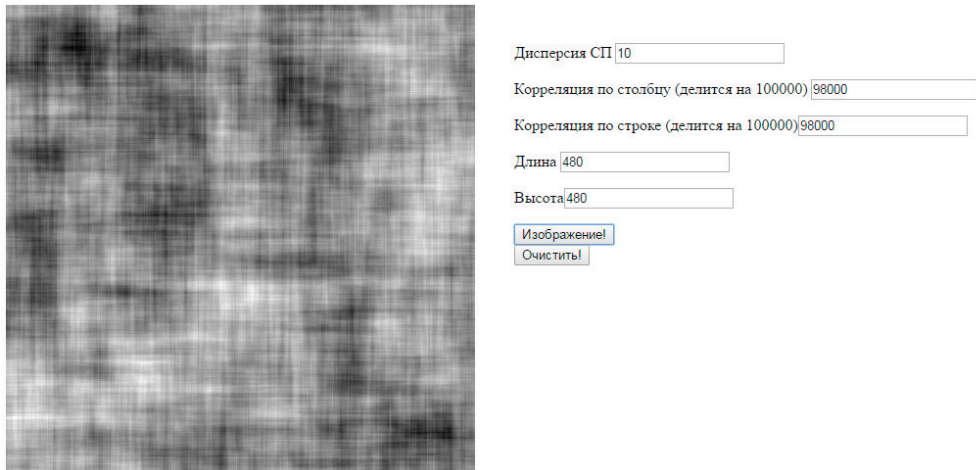 Дисперсия СП 10
Корреляция по столбцу (делится на 100000) 98000
Корреляция по строке (делится на 100000) 98000
Длина 480
Высота 480
Изображение!
Очистить!